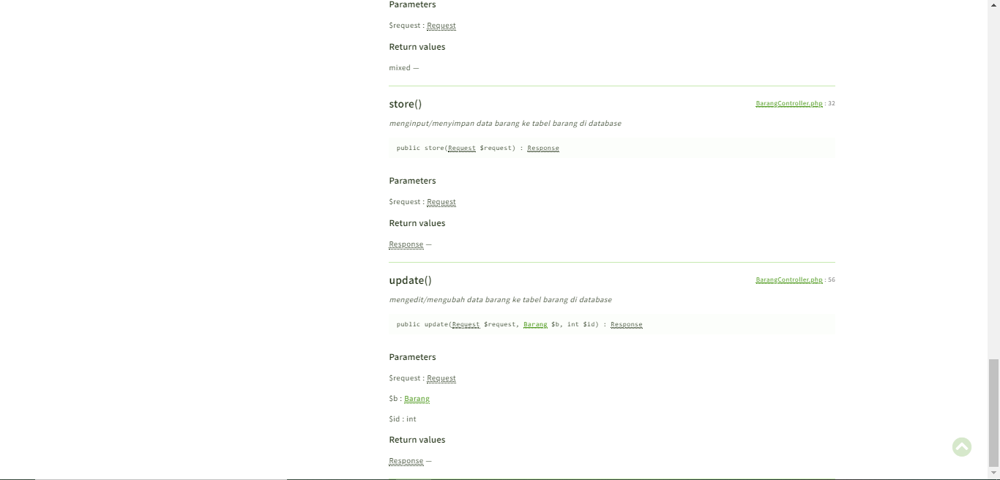 Parameters
$request : Request
Return values
mixed —
store()
BarangController.php : 32
menginput/menyimpan data barang ke tabel barang di database
public store(Request $request) : Response
Parameters
$request : Request
Return values
Response —
update()
BarangController.php : 56
mengedit/mengubah data barang ke tabel barang di database
public update(Request $request, Barang $b, int $id) : Response
Parameters
$request : Request
$b : Barang
$id : int
Return values
Response —